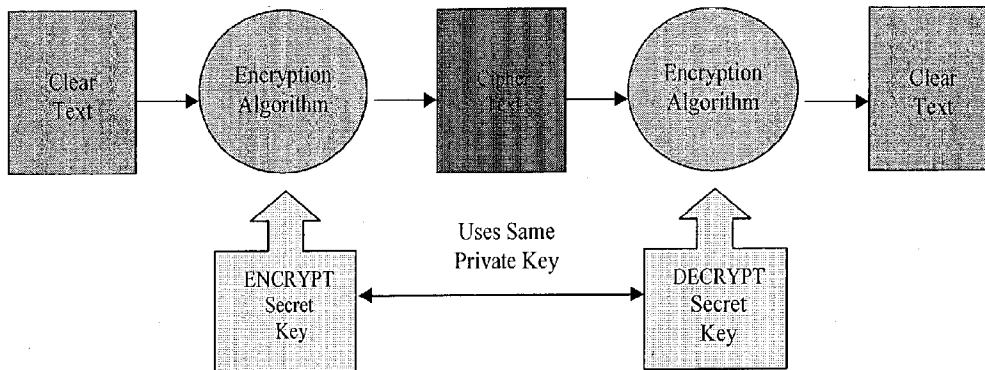 Clear
Text
Encryption
Algorithm
Cipher
Text
Encryption
Algorithm
Clear
Text
Uses Same
Private Key
ENCRYPT
Secret
Key
DECRYPT
Secret
Key